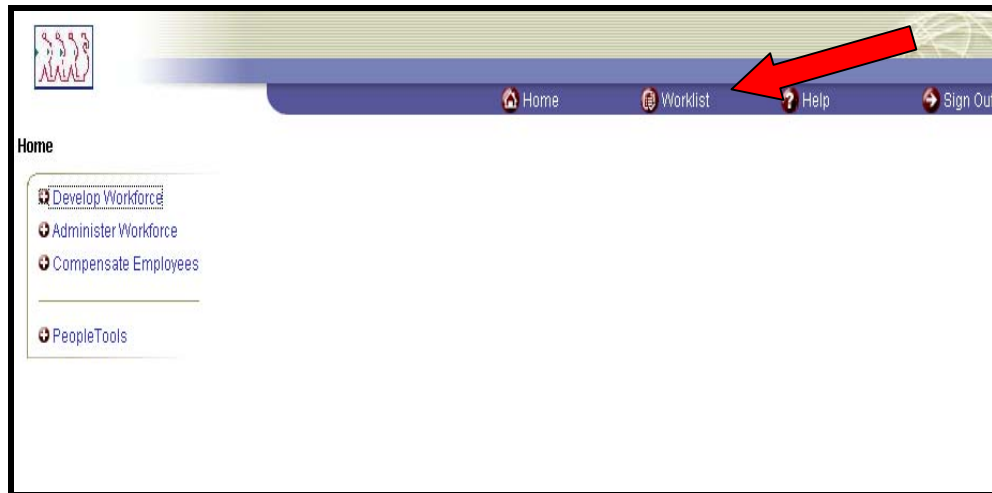 Home Worklist Help Sign Out
Home
Develop Workforce
Administer Workforce
Compensate Employees
PeopleTools